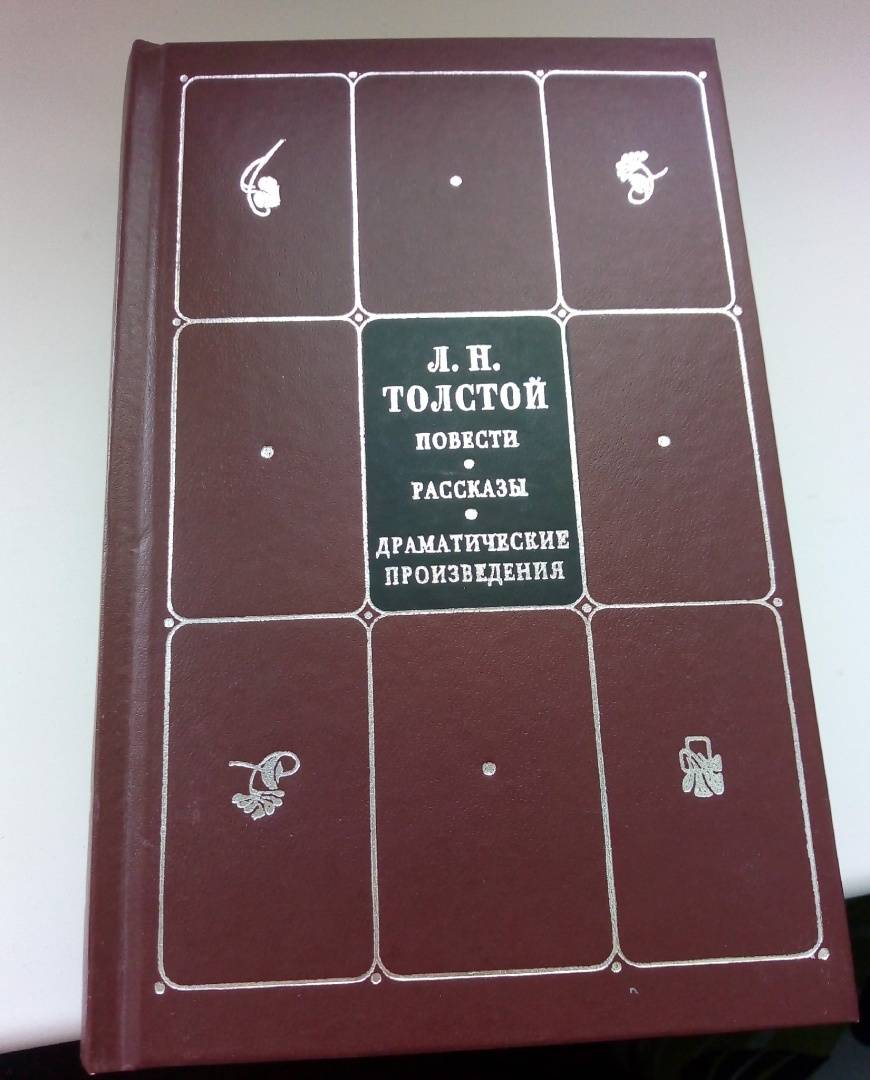 Л. Н.
ТОЛСТОЙ
ПОВЕСТИ
•
РАССКАЗЫ
•
ДРАМАТИЧЕСКИЕ
ПРОИЗВЕДЕНИЯ